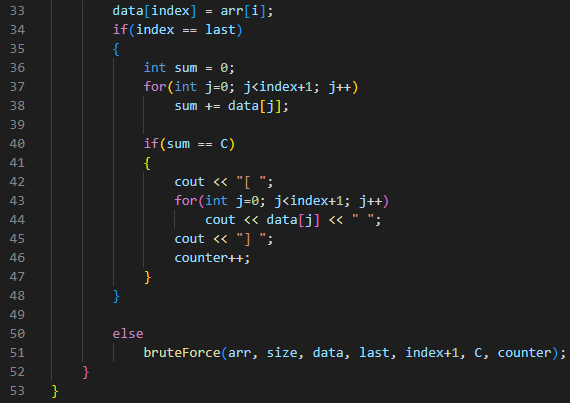 33 data[index] = arr[i];
34 if(index == last)
35 {
36 int sum = 0;
37 for(int j=0; j<index+1; j++)
38 sum += data[j];
39
40 if(sum == C)
41 {
42 cout << "[ ";
43 for(int j=0; j<index+1; j++)
44 cout << data[j] << " ";
45 cout << "] ";
46 counter++;
47 }
48 }
49
50 else
51 bruteForce(arr, size, data, last, index+1, C, counter);
52 }
53 }